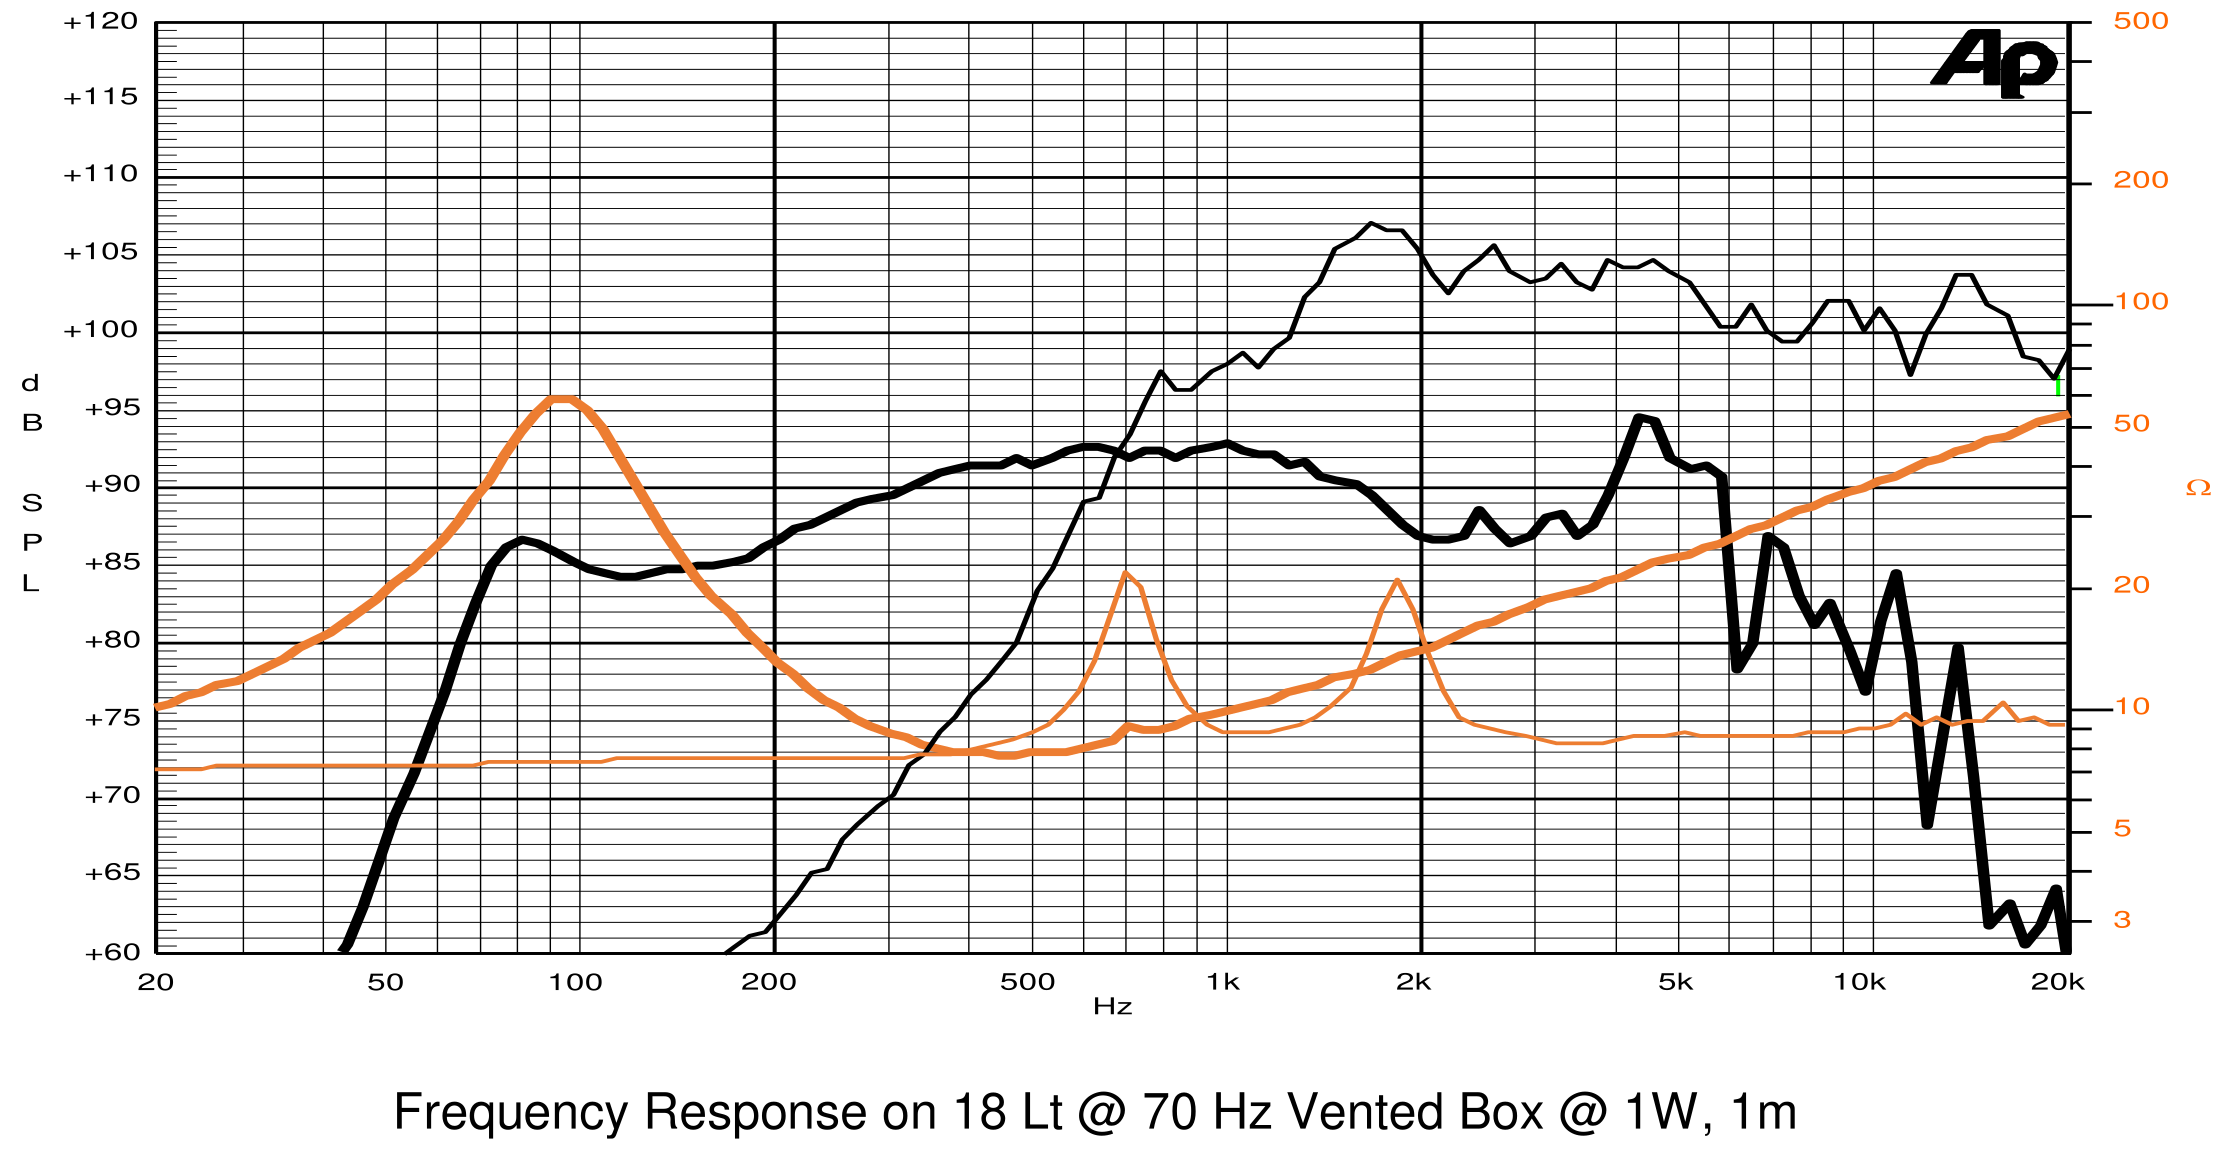 +120
+115
+110
+105
+100
+95
+90
+85
+80
+75
+70
+65
+60
d
B
S
P
L
Ap
500
200
100
50
20
10
5
3
Ω
20 50 100 200 500 1k 2k 5k 10k 20k
Hz
Frequency Response on 18 Lt @ 70 Hz Vented Box @ 1W, 1m